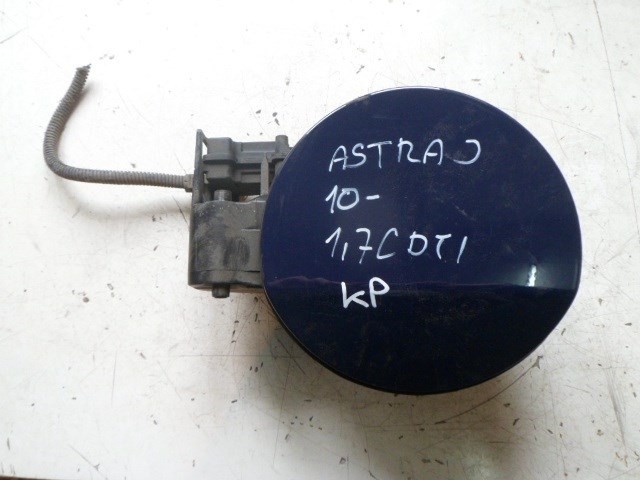 ASTRA J
10-
1,7CDTI
KP